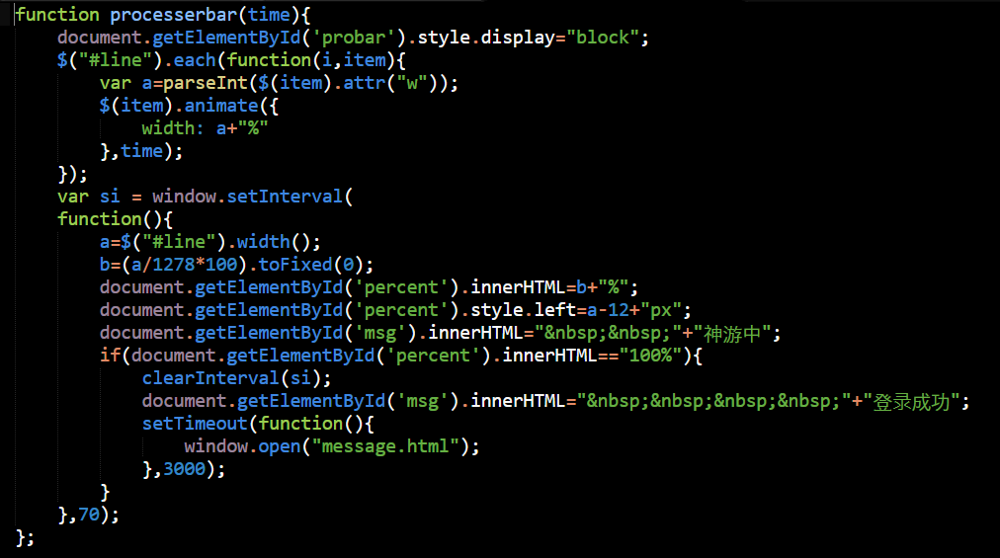 function processerbar(time){
    document.getElementById('probar').style.display="block";
    $("#line").each(function(i,item){
        var a=parseInt($(item).attr("w"));
        $(item).animate({
            width: a+"%"
        },time);
    });
    var si = window.setInterval(
    function(){
        a=$("#line").width();
        b=(a/1278*100).toFixed(0);
        document.getElementById('percent').innerHTML=b+"%";
        document.getElementById('percent').style.left=a-12+"px";
        document.getElementById('msg').innerHTML="&nbsp;&nbsp;"+"神游中";
        if(document.getElementById('percent').innerHTML=="100%"){
            clearInterval(si);
            document.getElementById('msg').innerHTML="&nbsp;&nbsp;&nbsp;&nbsp;"+"登录成功";
            setTimeout(function(){
                window.open("message.html");
            },3000);
        }
    },70);
};